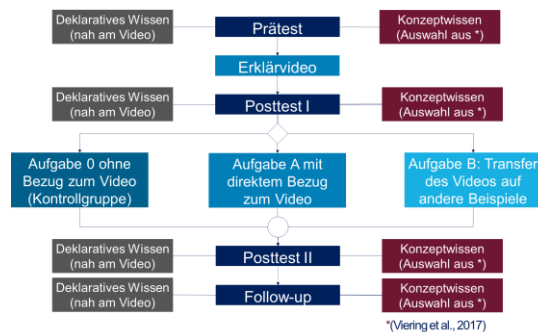 Deklaratives Wissen
(nah am Video)
Prätest
Konzeptwissen
(Auswahl aus *)
Erklärvideo
Deklaratives Wissen
(nah am Video)
Posttest I
Konzeptwissen
(Auswahl aus *)
Aufgabe 0 ohne
Bezug zum Video
(Kontrollgruppe)
Aufgabe A mit
direktem Bezug
zum Video
Aufgabe B: Transfer
des Videos auf
andere Beispiele
Deklaratives Wissen
(nah am Video)
Posttest II
Konzeptwissen
(Auswahl aus *)
Deklaratives Wissen
(nah am Video)
Follow-up
Konzeptwissen
(Auswahl aus *)
*(Viering et al., 2017)